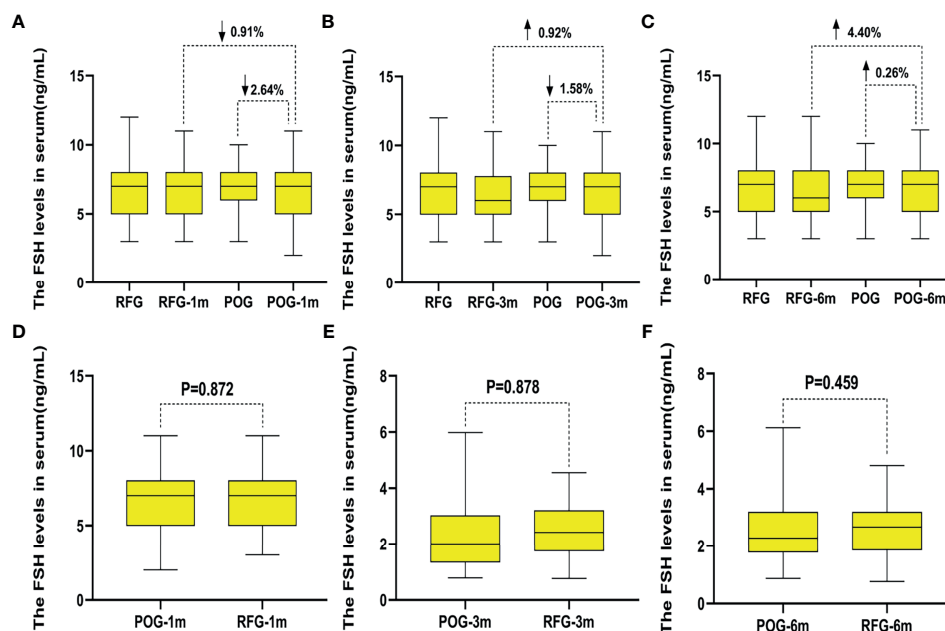 A
The FSH levels in serum(ng/mL)
15
10
5
0
↓ 0.91%
↓ 2.64%
RFG RFG-1m POG POG-1m
B
The FSH levels in serum(ng/mL)
15
10
5
0
↑ 0.92%
↓ 1.58%
RFG RFG-3m POG POG-3m
C
The FSH levels in serum(ng/mL)
15
10
5
0
↑ 4.40%
↑ 0.26%
RFG RFG-6m POG POG-6m
D
The FSH levels in serum(ng/mL)
15
10
5
0
P=0.872
POG-1m RFG-1m
E
The FSH levels in serum(ng/mL)
8
6
4
2
0
P=0.878
POG-3m RFG-3m
F
The FSH levels in serum(ng/mL)
8
6
4
2
0
P=0.459
POG-6m RFG-6m